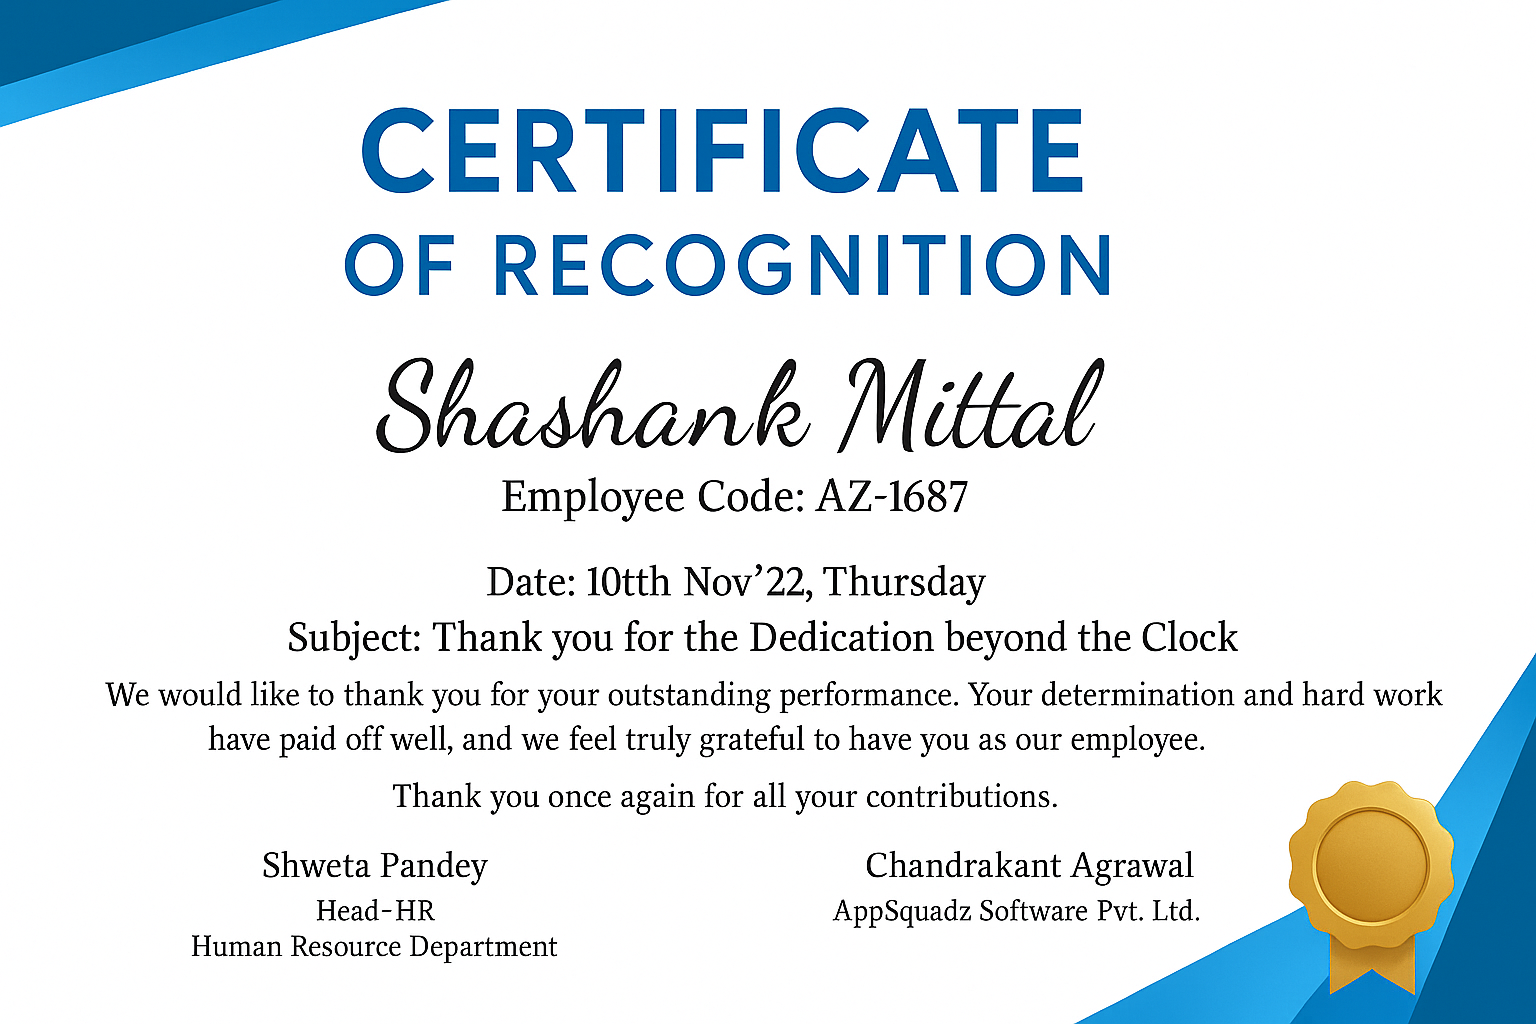 CERTIFICATE
OF RECOGNITION
Shashank Mittal
Employee Code: AZ-1687
Date: 10tth Nov’22, Thursday
Subject: Thank you for the Dedication beyond the Clock
We would like to thank you for your outstanding performance. Your determination and hard work
have paid off well, and we feel truly grateful to have you as our employee.
Thank you once again for all your contributions.
Shweta Pandey
Head-HR
Human Resource Department
Chandrakant Agrawal
AppSquadz Software Pvt. Ltd.